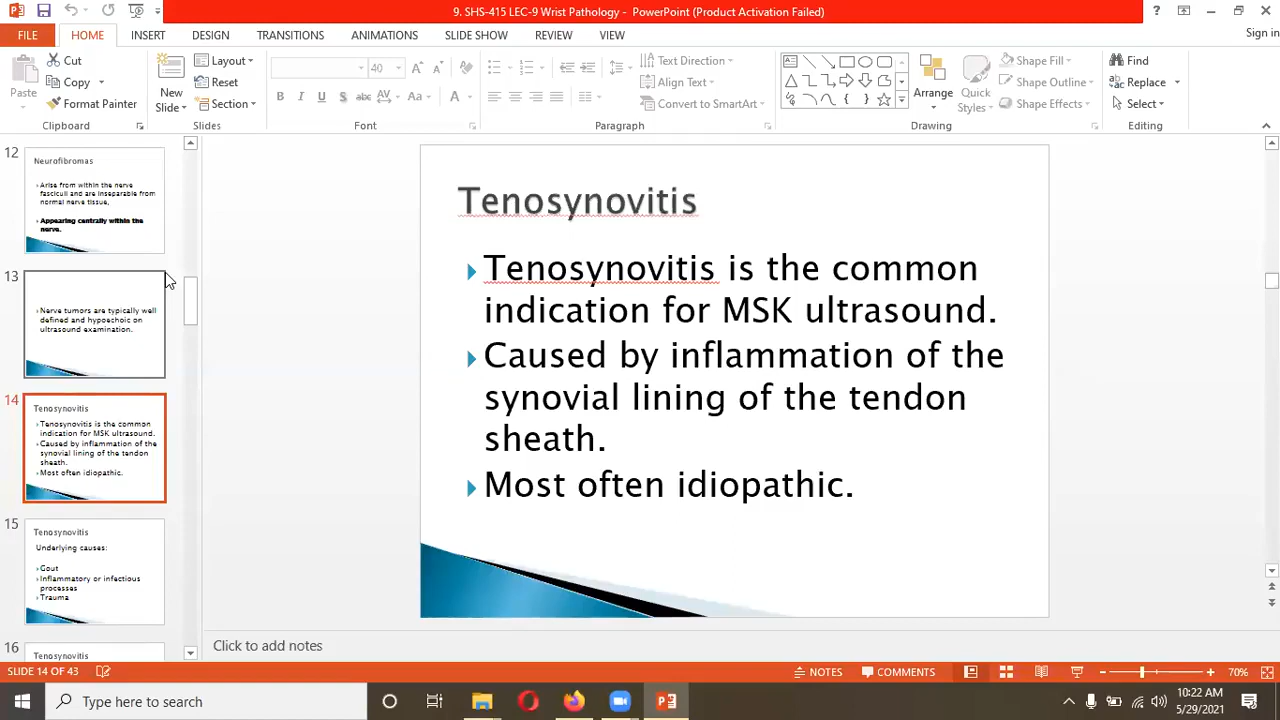 9. SHS-415 LEC-9 Wrist Pathology - PowerPoint (Product Activation Failed)
FILE HOME INSERT DESIGN TRANSITIONS ANIMATIONS SLIDE SHOW REVIEW VIEW Sign in
Paste
Cut
Copy
Format Painter
Clipboard
New
Slide
Layout
Reset
Section
Slides
40
Font
Text Direction
Align Text
Convert to SmartArt
Paragraph
Arrange
Quick
Styles
Shape Fill
Shape Outline
Shape Effects
Drawing
Find
Replace
Select
Editing
12
Neurofibromas
Arise from within the nerve
fasciculi and are inseparable from
normal nerve tissue,
Appearing centrally within the
nerve.
13
Nerve tumors are typically well
defined and hypoechoic on
ultrasound examination.
14
Tenosynovitis
Tenosynovitis is the common
indication for MSK ultrasound.
Caused by inflammation of the
synovial lining of the tendon
sheath.
Most often idiopathic.
15
Tenosynovitis
Underlying causes:
Gout
Inflammatory or infectious
processes
Trauma
16
Tenosynovitis
Tenosynovitis
Tenosynovitis is the common
indication for MSK ultrasound.
Caused by inflammation of the
synovial lining of the tendon
sheath.
Most often idiopathic.
Click to add notes
SLIDE 14 OF 43
NOTES COMMENTS 70%
Type here to search
10:22 AM
5/29/2021